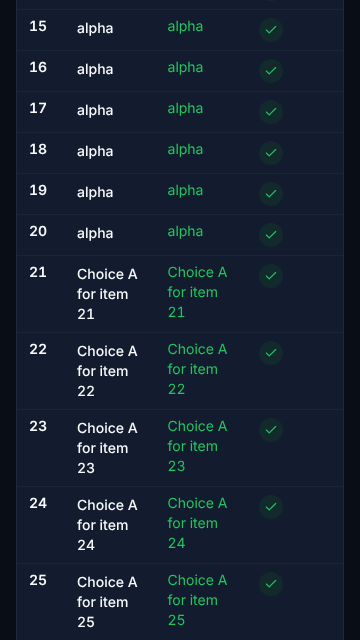 15 alpha alpha
16 alpha alpha
17 alpha alpha
18 alpha alpha
19 alpha alpha
20 alpha alpha
21 Choice A Choice A
for item for item
21 21
22 Choice A Choice A
for item for item
22 22
23 Choice A Choice A
for item for item
23 23
24 Choice A Choice A
for item for item
24 24
25 Choice A Choice A
for item for item
25 25